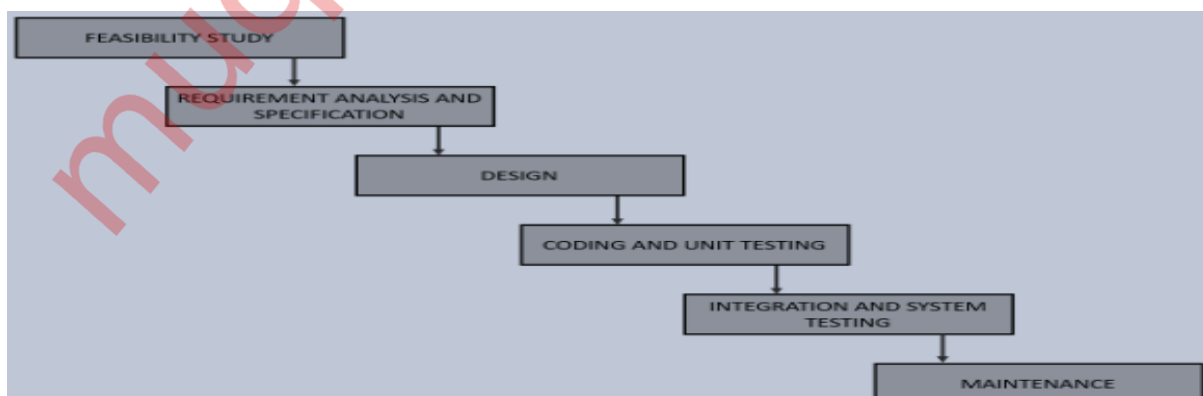 FEASIBILITY STUDY
REQUIREMENT ANALYSIS AND
SPECIFICATION
DESIGN
CODING AND UNIT TESTING
INTEGRATION AND SYSTEM
TESTING
MAINTENANCE